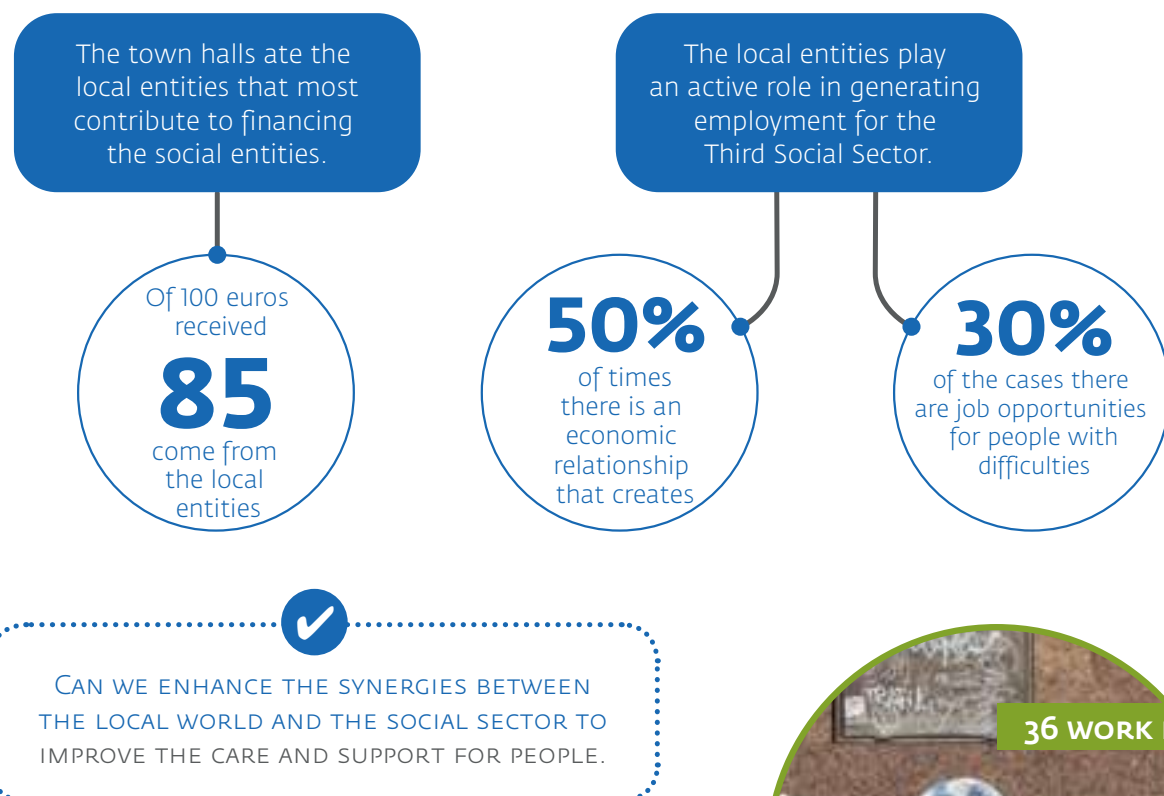 The town halls ate the
local entities that most
contribute to financing
the social entities.
The local entities play
an active role in generating
employment for the
Third Social Sector.
Of 100 euros
received
85
come from
the local
entities
50%
of times
there is an
economic
relationship
that creates
30%
of the cases there
are job opportunities
for people with
difficulties
CAN WE ENHANCE THE SYNERGIES BETWEEN
THE LOCAL WORLD AND THE SOCIAL SECTOR TO
IMPROVE THE CARE AND SUPPORT FOR PEOPLE.
36 WORK